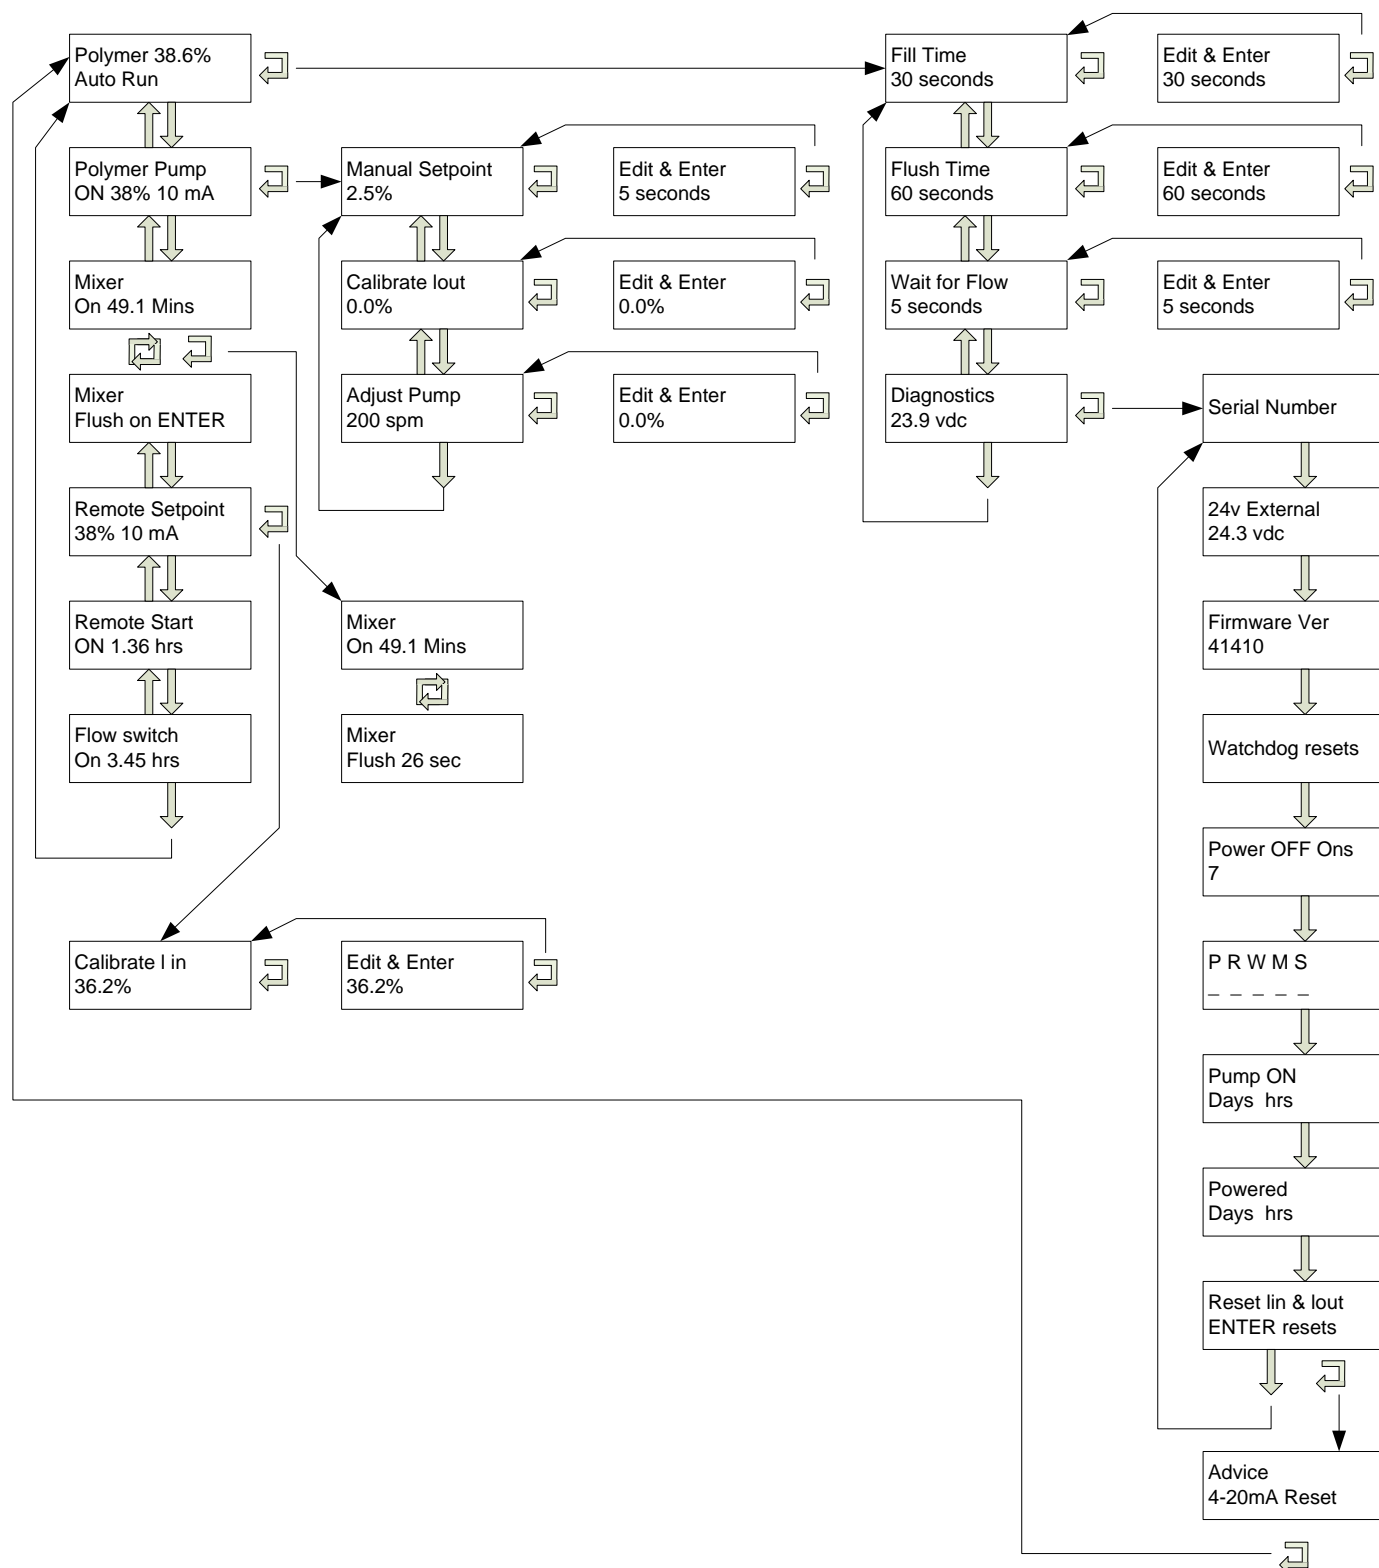 Polymer 38.6%
Auto Run
Polymer Pump
ON 38% 10 mA
Mixer
On 49.1 Mins
Mixer
Flush on ENTER
Remote Setpoint
38% 10 mA
Remote Start
ON 1.36 hrs
Flow switch
On 3.45 hrs
Calibrate I in
36.2%
Edit & Enter
36.2%
Manual Setpoint
2.5%
Edit & Enter
5 seconds
Calibrate Iout
0.0%
Edit & Enter
0.0%
Adjust Pump
200 spm
Edit & Enter
0.0%
Mixer
On 49.1 Mins
Mixer
Flush 26 sec
Fill Time
30 seconds
Edit & Enter
30 seconds
Flush Time
60 seconds
Edit & Enter
60 seconds
Wait for Flow
5 seconds
Edit & Enter
5 seconds
Diagnostics
23.9 vdc
Serial Number
24v External
24.3 vdc
Firmware Ver
41410
Watchdog resets
Power OFF Ons
7
P R W M S
_ _ _ _ _
Pump ON
Days hrs
Powered
Days hrs
Reset Iin & Iout
ENTER resets
Advice
4-20mA Reset